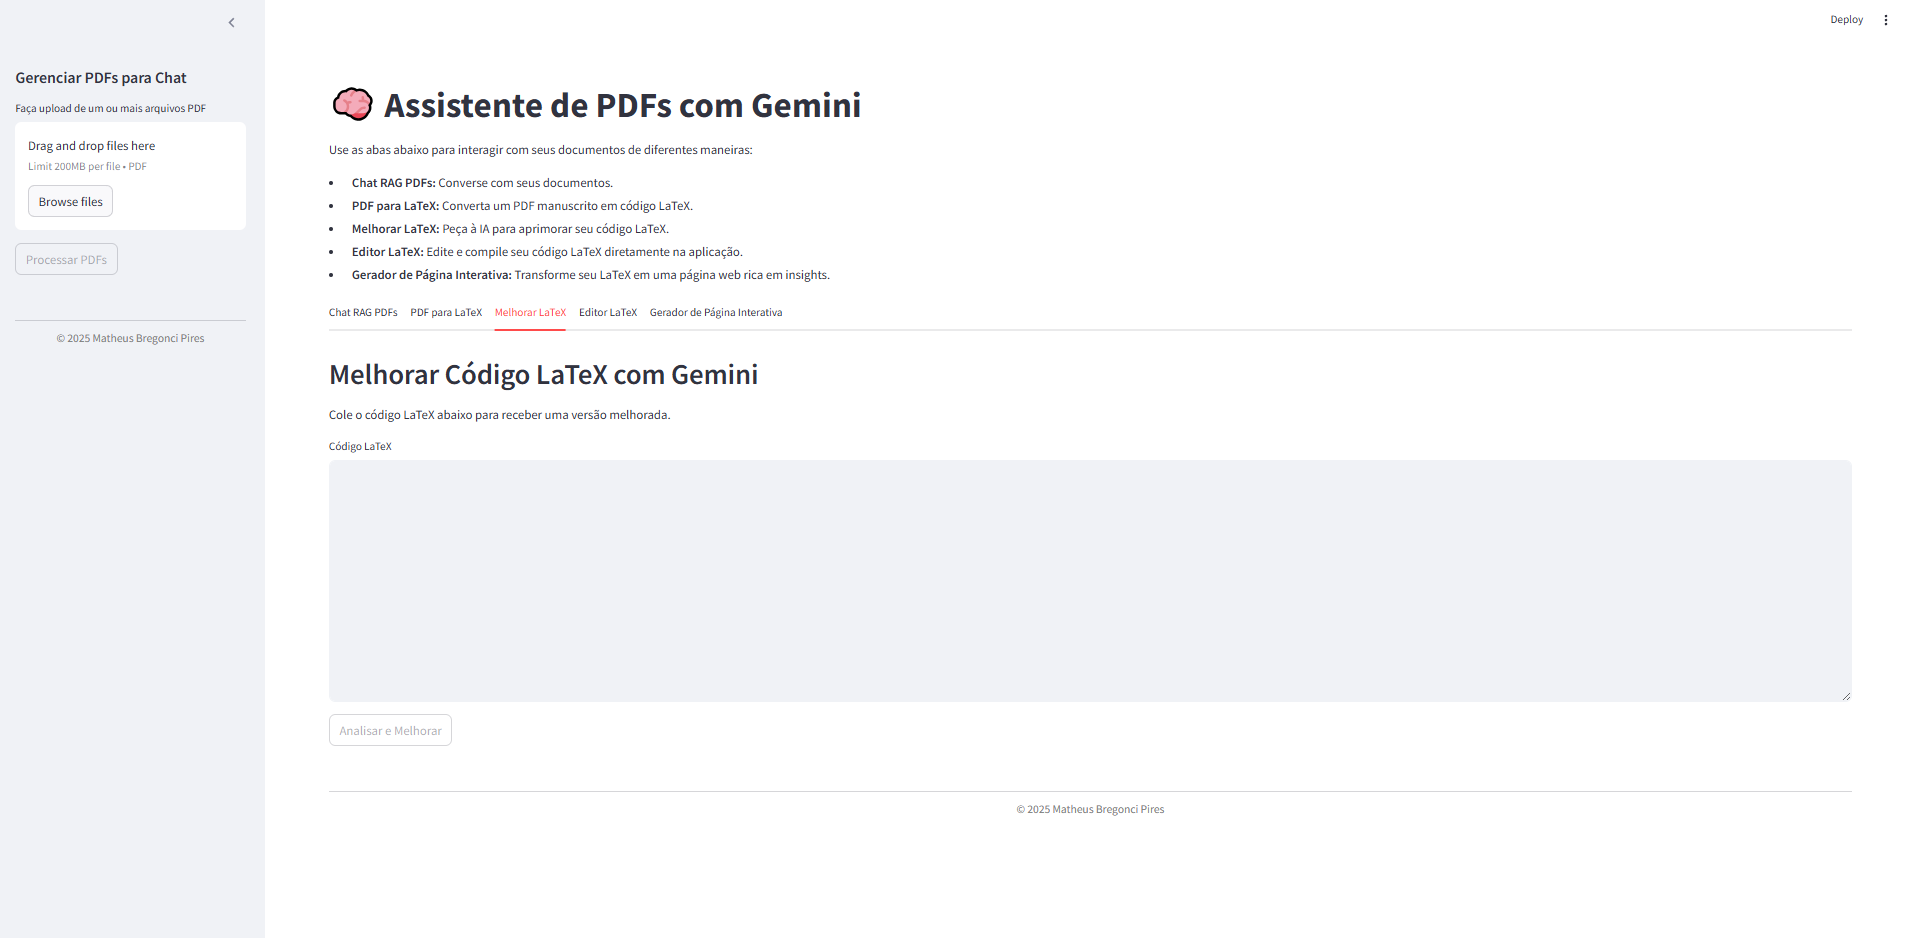 Deploy
Gerenciar PDFs para Chat
Faça upload de um ou mais arquivos PDF
Drag and drop files here
Limit 200MB per file • PDF
Browse files
Processar PDFs
© 2025 Matheus Bregonci Pires
Assistente de PDFs com Gemini
Use as abas abaixo para interagir com seus documentos de diferentes maneiras:
• Chat RAG PDFs: Converse com seus documentos.
• PDF para LaTeX: Converta um PDF manuscrito em código LaTeX.
• Melhorar LaTeX: Peça à IA para aprimorar seu código LaTeX.
• Editor LaTeX: Edite e compile seu código LaTeX diretamente na aplicação.
• Gerador de Página Interativa: Transforme seu LaTeX em uma página web rica em insights.
Chat RAG PDFs PDF para LaTeX Melhorar LaTeX Editor LaTeX Gerador de Página Interativa
Melhorar Código LaTeX com Gemini
Cole o código LaTeX abaixo para receber uma versão melhorada.
Código LaTeX
Analisar e Melhorar
© 2025 Matheus Bregonci Pires